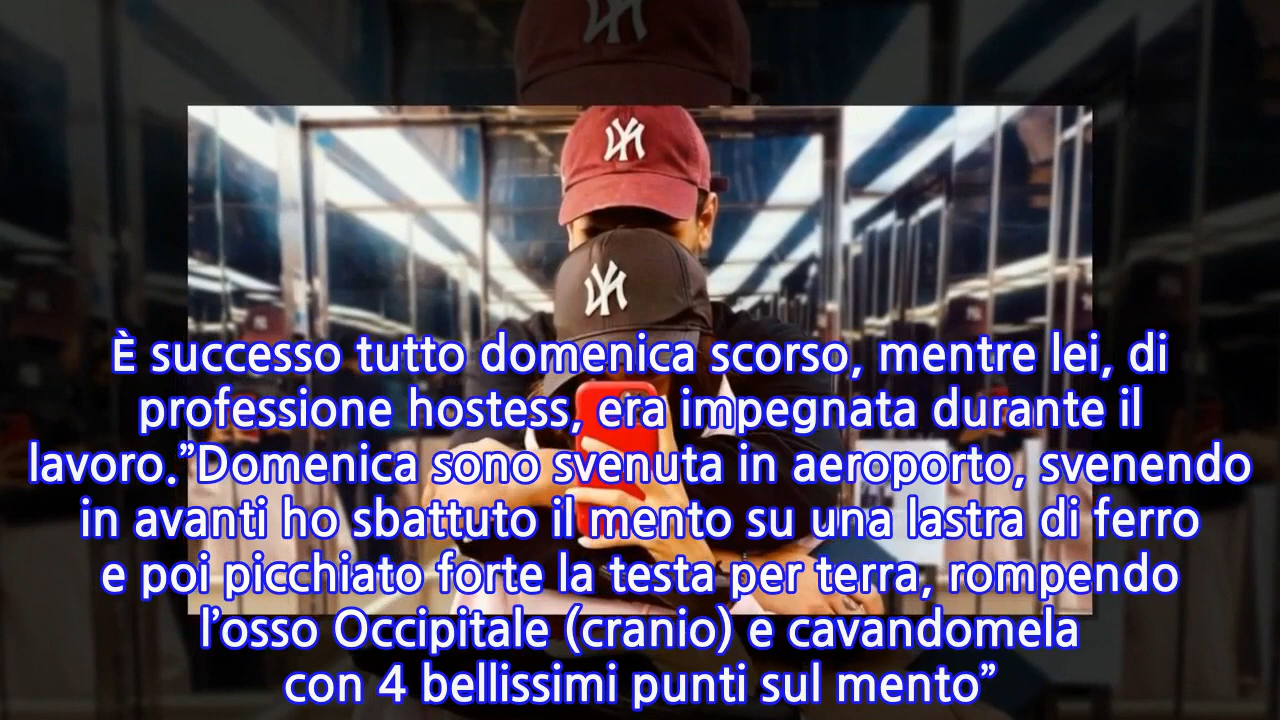 È successo tutto domenica scorso, mentre lei, di
professione hostess, era impegnata durante il
lavoro.”Domenica sono svenuta in aeroporto, svenendo
in avanti ho sbattuto il mento su una lastra di ferro
e poi picchiato forte la testa per terra, rompendo
l’osso Occipitale (cranio) e cavandomela
con 4 bellissimi punti sul mento”